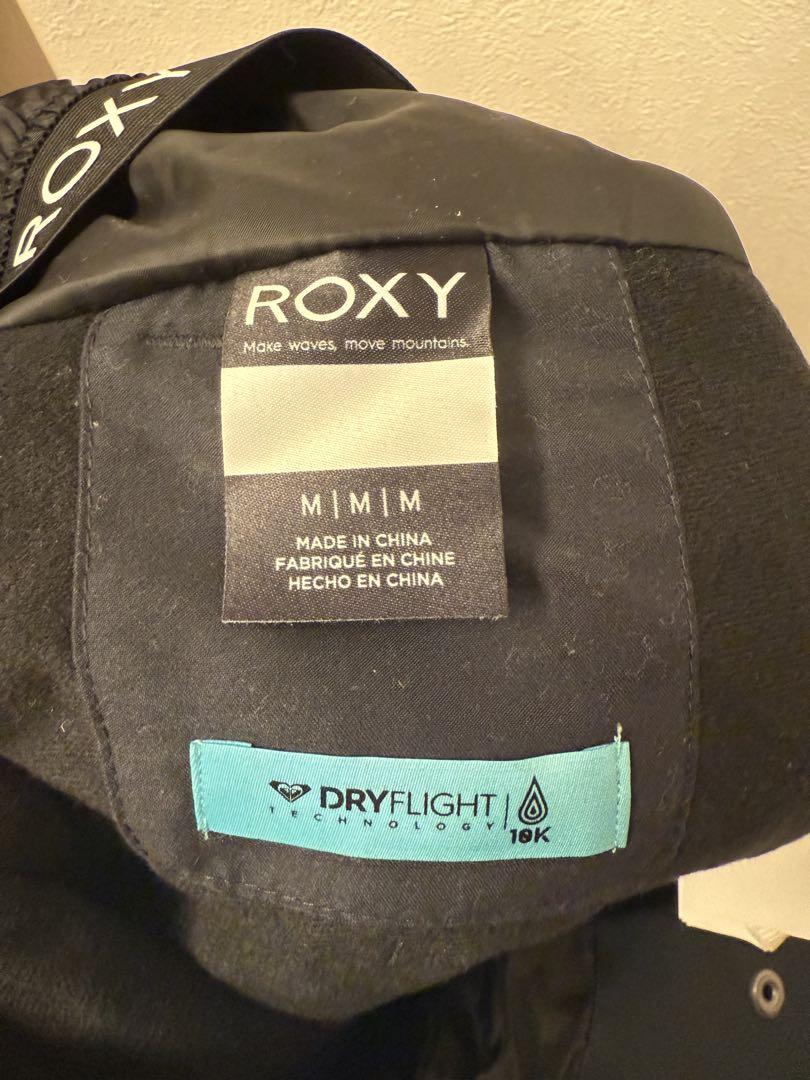 ROXY
ROXY
Make waves, move mountains.
M | M | M
MADE IN CHINA
FABRIQUÉ EN CHINE
HECHO EN CHINA
DRYFLIGHT
TECHNOLOGY
10K